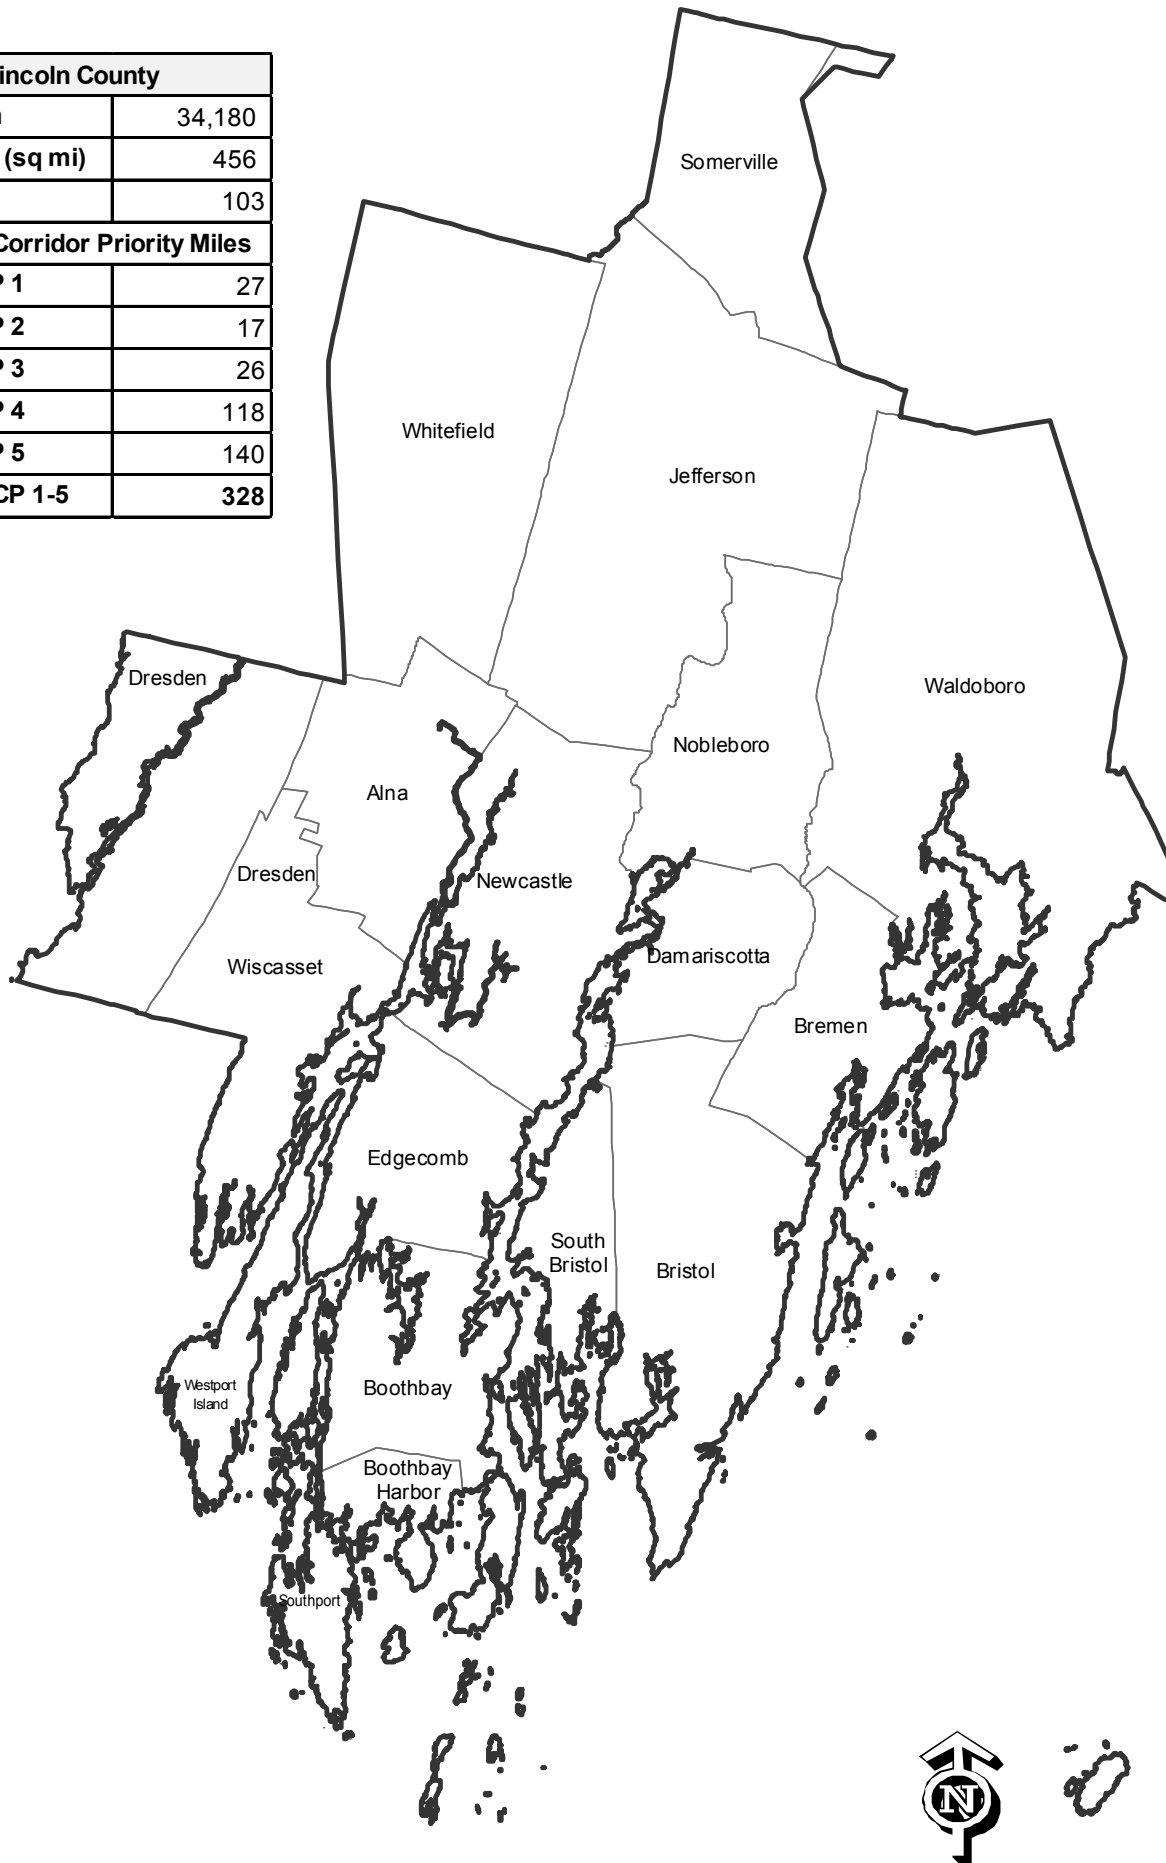 incoln County
34,180
(sq mi) 456
103
Corridor Priority Miles
P 1 27
P 2 17
P 3 26
P 4 118
P 5 140
CP 1-5 328
Somerville
Whitefield
Jefferson
Dresden
Waldoboro
Nobleboro
Alna
Dresden
Newcastle
Damariscotta
Wiscasset
Bremen
Edgecomb
South
Bristol
Bristol
Westport
Island
Boothbay
Boothbay
Harbor
Southport
N